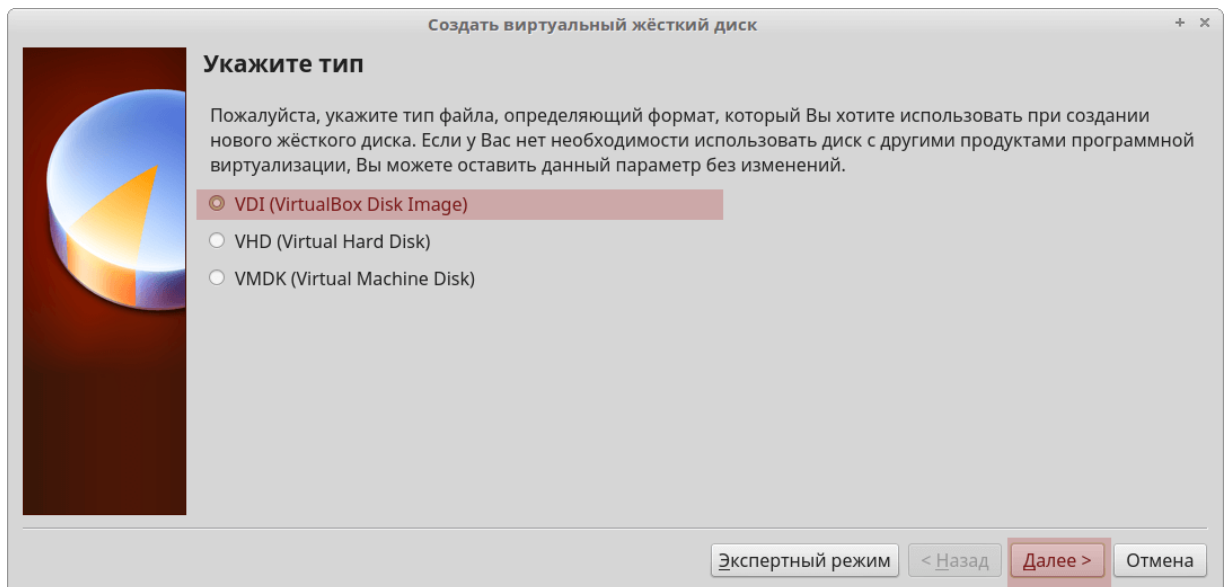 Создать виртуальный жёсткий диск
Укажите тип
Пожалуйста, укажите тип файла, определяющий формат, который Вы хотите использовать при создании
нового жёсткого диска. Если у Вас нет необходимости использовать диск с другими продуктами программной
виртуализации, Вы можете оставить данный параметр без изменений.
VDI (VirtualBox Disk Image)
VHD (Virtual Hard Disk)
VMDK (Virtual Machine Disk)
Экспертный режим < Назад Далее > Отмена